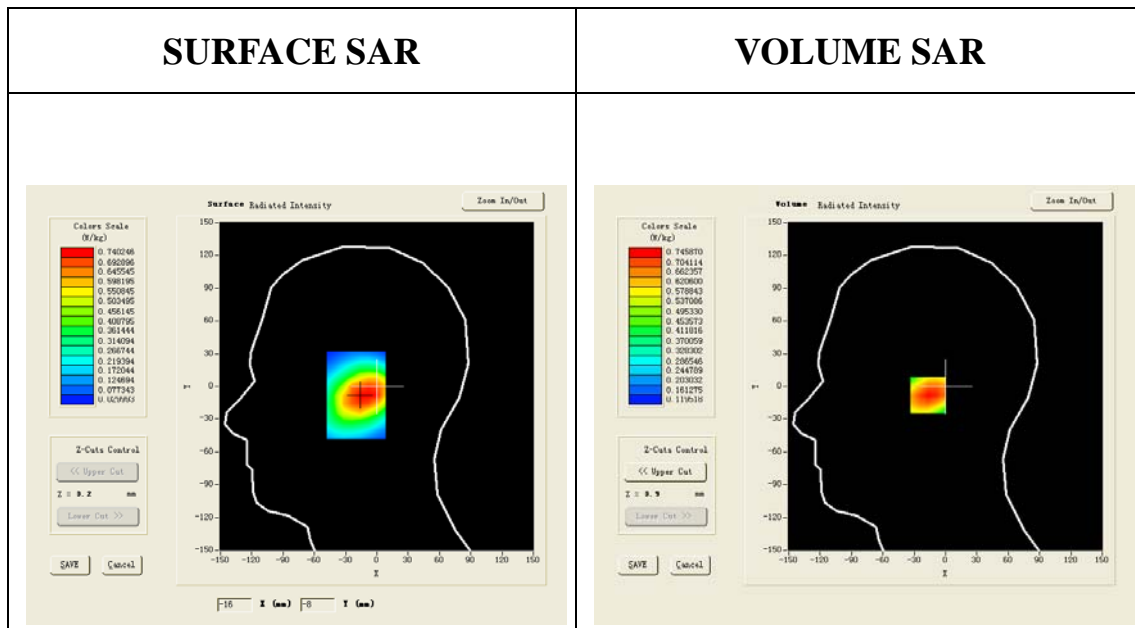 SURFACE SAR
VOLUME SAR
Surface Radiated Intensity
Zoom In/Out
Colors Scale
(W/kg)
0.740246
0.692896
0.645545
0.598195
0.550845
0.503495
0.456145
0.408795
0.361444
0.314094
0.266744
0.219394
0.172044
0.124694
0.077343
150
120
90
60
30
0
-30
-60
-90
-120
-150
-150 -120 -90 -60 -30 0 30 60 90 120 150
X
Z-Cuts Control
<< Upper Cut
Z = 0.2 mm
Lower Cut >>
SAVE Cancel
-16 X (mm) -8 Y (mm)
Volume Radiated Intensity
Zoom In/Out
Colors Scale
(W/kg)
0.745870
0.704114
0.662357
0.620600
0.578843
0.537086
0.495330
0.453573
0.411816
0.370059
0.328302
0.286546
0.244789
0.203032
0.161275
0.119518
150
120
90
60
30
0
-30
-60
-90
-120
-150
-150 -120 -90 -60 -30 0 30 60 90 120 150
X
Z-Cuts Control
<< Upper Cut
mm
Lower Cut >>
SAVE Cancel